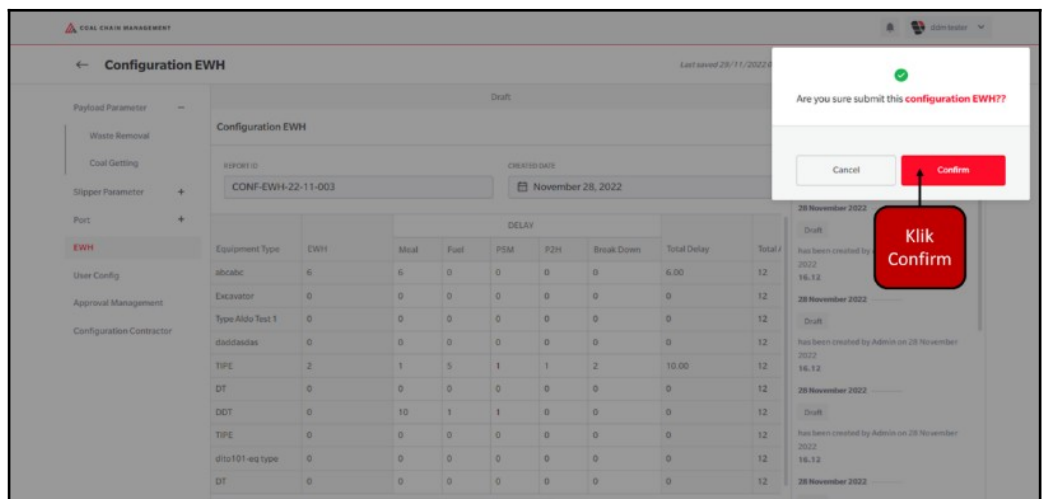 COAL CHAIN MANAGEMENT
ddm tester
← Configuration EWH
Last saved 29/11/2022
Are you sure submit this configuration EWH??
Cancel
Confirm
Klik
Confirm
Payload Parameter −
Waste Removal
Coal Getting
Slipper Parameter +
Port +
EWH
User Config
Approval Management
Configuration Contractor
Draft
Configuration EWH
REPORT ID
CREATED DATE
CONF-EWH-22-11-003
November 28, 2022
DELAY
Equipment Type EWH Meal Fuel P5M P2H Break Down Total Delay Total
abcabc 6 6 0 0 0 0 6.00 12
Excavator 0 0 0 0 0 0 0 12
Type Aldo Test 1 0 0 0 0 0 0 0 12
daddasdas 0 0 0 0 0 0 0 12
TIPE 2 1 5 1 1 2 10.00 12
DT 0 0 0 0 0 0 0 12
DDT 0 10 1 1 0 0 0 12
TIPE 0 0 0 0 0 0 0 12
dito101-eq type 0 0 0 0 0 0 0 12
DT 0 0 0 0 0 0 0 12
28 November 2022
Draft
has been created by
2022
16.12
28 November 2022
Draft
has been created by Admin on 28 November
2022
16.12
28 November 2022
Draft
has been created by Admin on 28 November
2022
16.12
28 November 2022